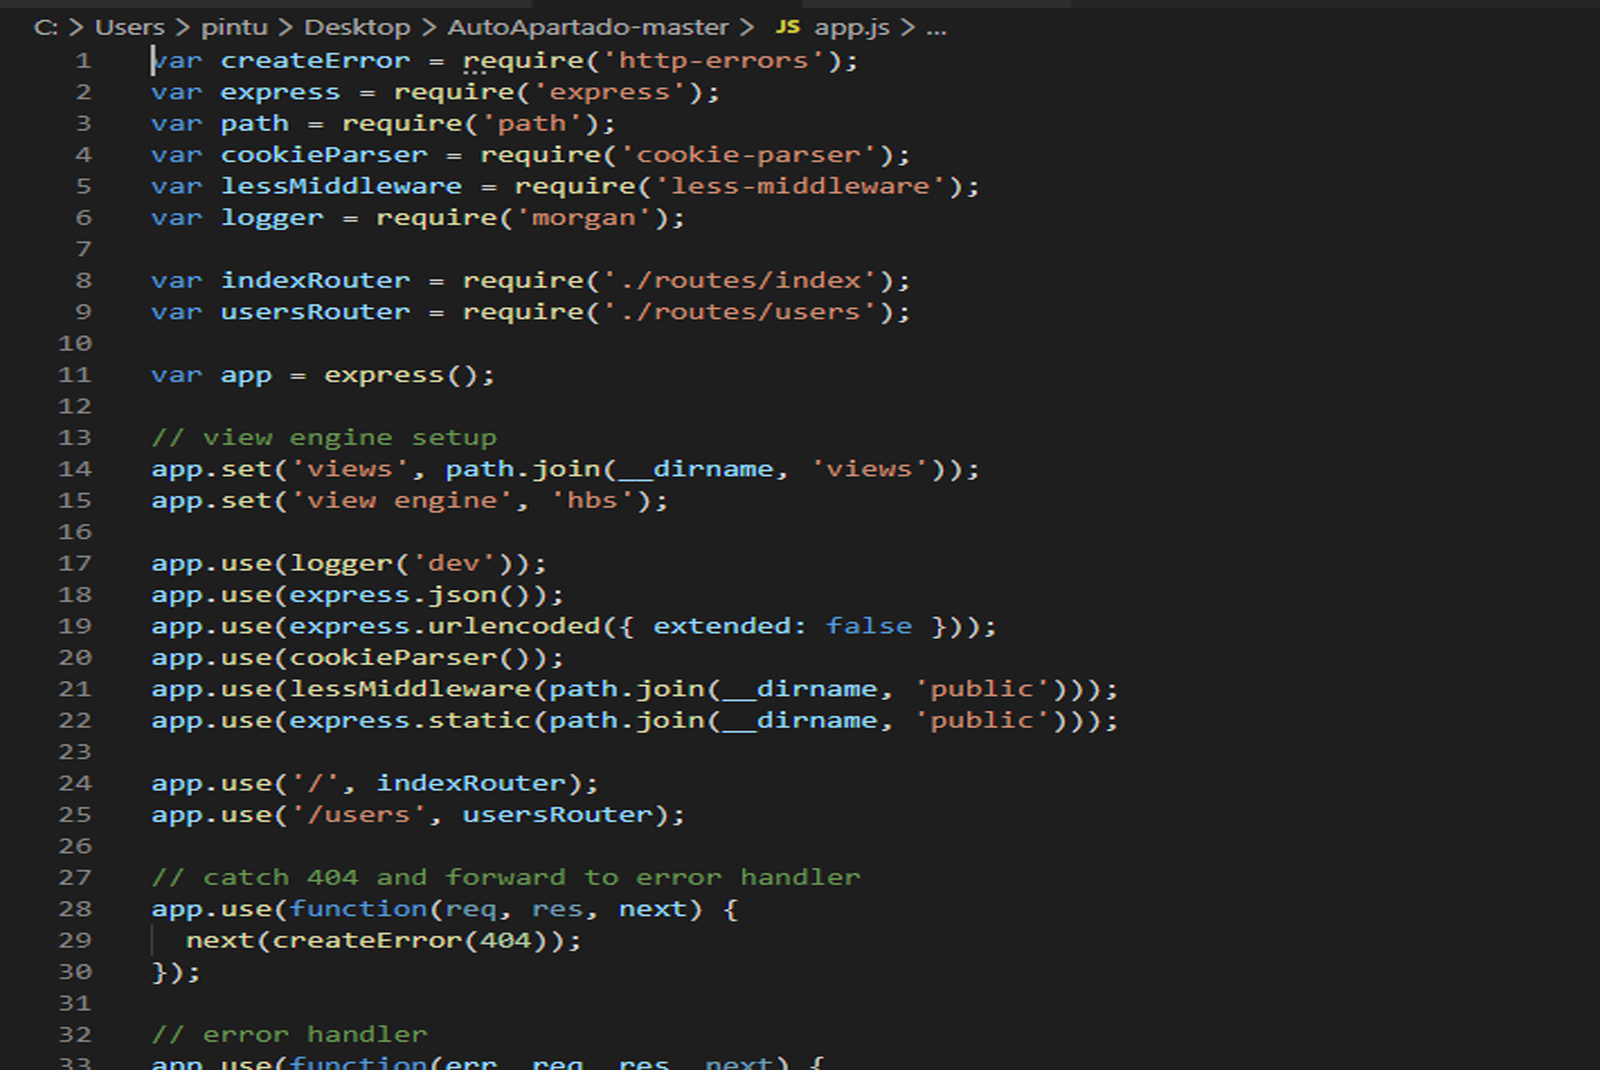 C: > Users > pintu > Desktop > AutoApartado-master > JS app.js > ...
1 var createError = require('http-errors');
2 var express = require('express');
3 var path = require('path');
4 var cookieParser = require('cookie-parser');
5 var lessMiddleware = require('less-middleware');
6 var logger = require('morgan');
7
8 var indexRouter = require('./routes/index');
9 var usersRouter = require('./routes/users');
10
11 var app = express();
12
13 // view engine setup
14 app.set('views', path.join(__dirname, 'views'));
15 app.set('view engine', 'hbs');
16
17 app.use(logger('dev'));
18 app.use(express.json());
19 app.use(express.urlencoded({ extended: false }));
20 app.use(cookieParser());
21 app.use(lessMiddleware(path.join(__dirname, 'public')));
22 app.use(express.static(path.join(__dirname, 'public')));
23
24 app.use('/', indexRouter);
25 app.use('/users', usersRouter);
26
27 // catch 404 and forward to error handler
28 app.use(function(req, res, next) {
29   next(createError(404));
30 });
31
32 // error handler
33 app.use(function(err, req, res, next) {